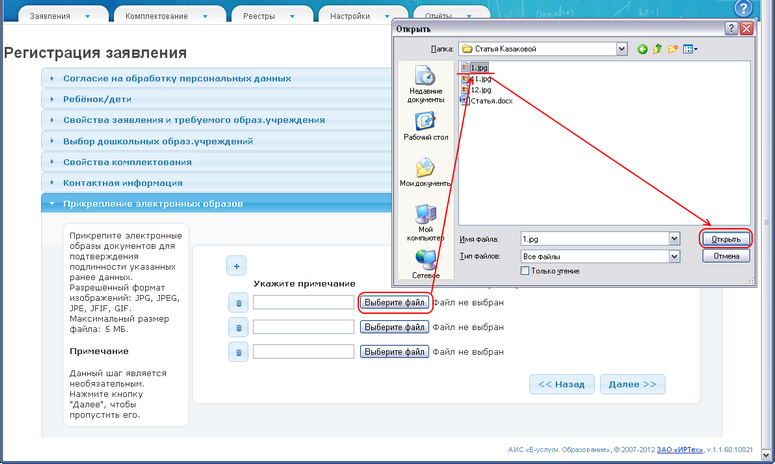 Заявления
Комплектование
Реестры
Настройки
Отчёты
?
Регистрация заявления
Согласие на обработку персональных данных
Ребёнок/дети
Свойства заявления и требуемого образ.учреждения
Выбор дошкольных образ.учреждений
Свойства комплектования
Контактная информация
Прикрепление электронных образов
Прикрепите электронные
образы документов для
подтверждения
подлинности указанных
ранее данных.
Разрешённый формат
изображений: JPG, JPEG,
JPE, JFIF, GIF.
Максимальный размер
файла: 5 МБ.
Примечание
Данный шаг является
необязательным.
Нажмите кнопку
"Далее", чтобы
пропустить его.
+
Укажите примечание
Выберите файл Файл не выбран
Выберите файл Файл не выбран
Выберите файл Файл не выбран
<< Назад
Далее >>
Открыть
? X
Папка:
Статья Казаковой
Недавние
документы
Рабочий стол
Мои документы
Мой
компьютер
Сетевое
1.jpg
11.jpg
12.jpg
Статья.docx
Имя файла:
1.jpg
Открыть
Тип файлов:
Все файлы
Отмена
Только чтение
АИС «Е-услуги. Образование», © 2007-2012 ЗАО «ИРТех», v.1.1.60.10821